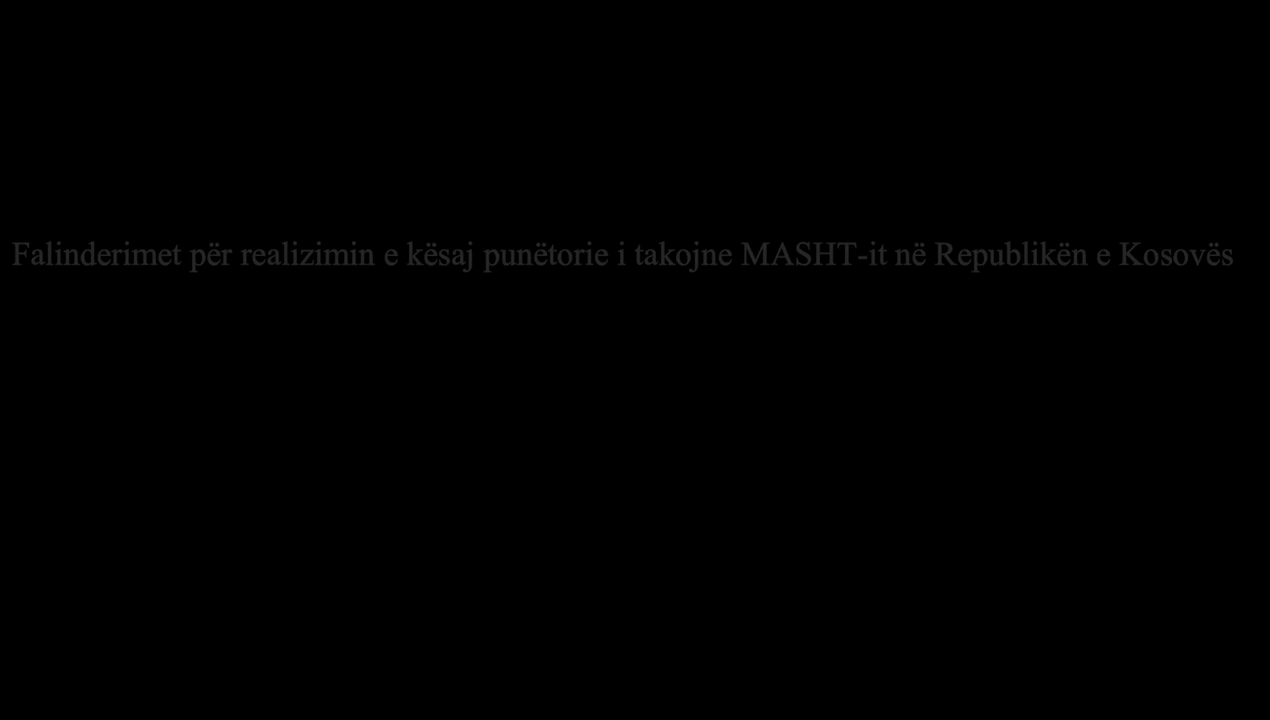 Falinderimet për realizimin e kësaj punëtorie i takojne MASHT-it në Republikën e Kosovës